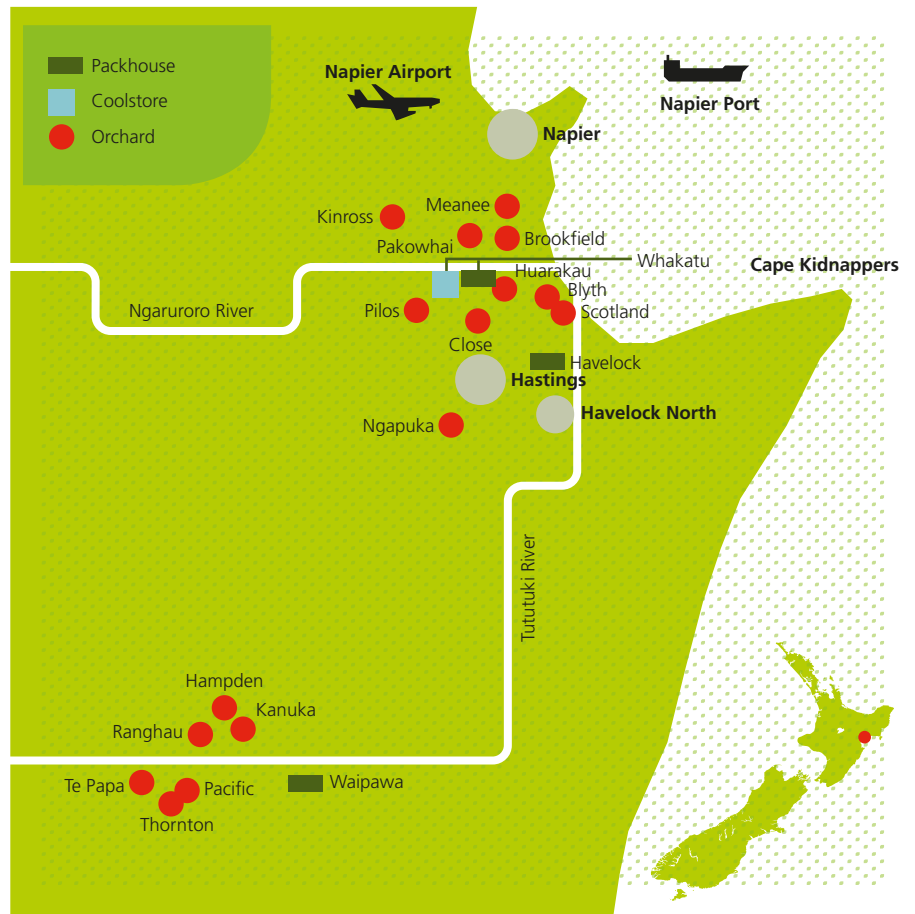 Packhouse
Coolstore
Orchard
Napier Airport
Napier Port
Napier
Meanee
Kinross
Pakowhai
Brookfield
Whakatu
Cape Kidnappers
Huarakau
Blyth
Ngaruroro River
Pilos
Scotland
Close
Havelock
Hastings
Havelock North
Ngapuka
Tututuki River
Hampden
Kanuka
Ranghau
Te Papa
Pacific
Waipawa
Thornton